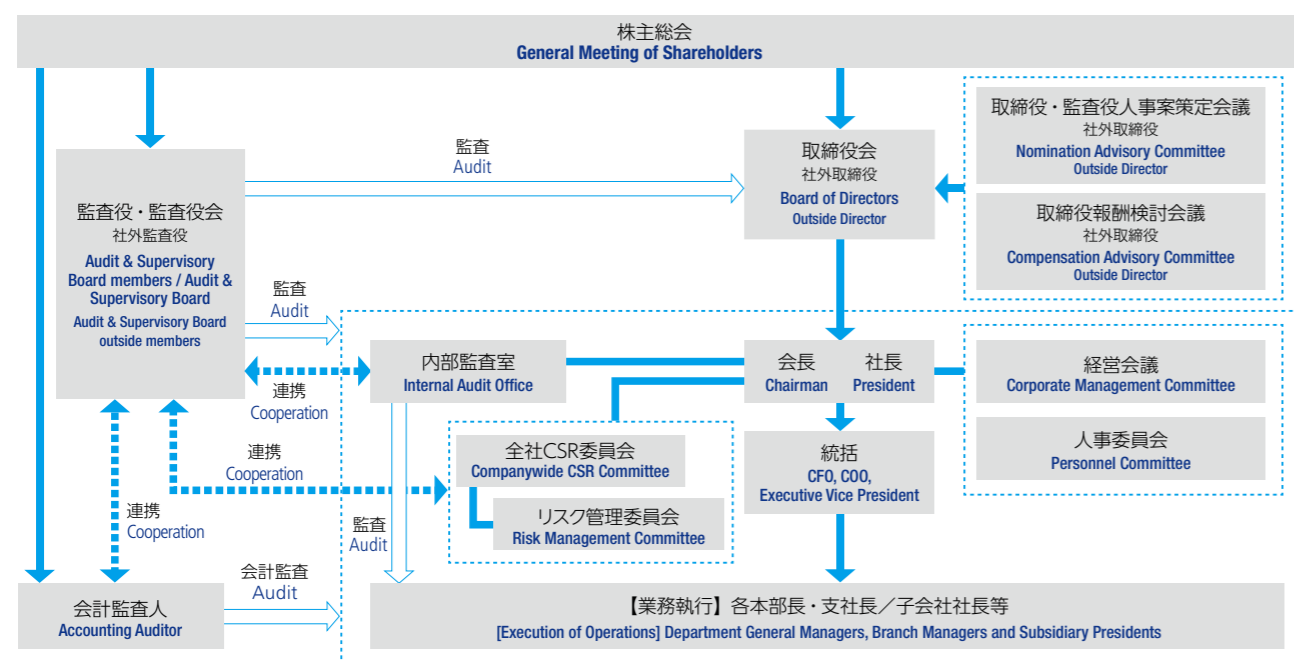 株主総会
General Meeting of Shareholders
取締役・監査役人事案策定会議
社外取締役
Nomination Advisory Committee
Outside Director
取締役報酬検討会議
社外取締役
Compensation Advisory Committee
Outside Director
監査
Audit
取締役会
社外取締役
Board of Directors
Outside Director
監査役・監査役会
社外監査役
Audit & Supervisory
Board members / Audit &
Supervisory Board
Audit & Supervisory Board
outside members
監査
Audit
内部監査室
Internal Audit Office
会長
Chairman
社長
President
経営会議
Corporate Management Committee
人事委員会
Personnel Committee
連携
Cooperation
連携
Cooperation
連携
Cooperation
全社CSR委員会
Companywide CSR Committee
リスク管理委員会
Risk Management Committee
統括
CFO, COO,
Executive Vice President
監査
Audit
会計監査
Audit
会計監査人
Accounting Auditor
【業務執行】各本部長・支社長／子会社社長等
[Execution of Operations] Department General Managers, Branch Managers and Subsidiary Presidents